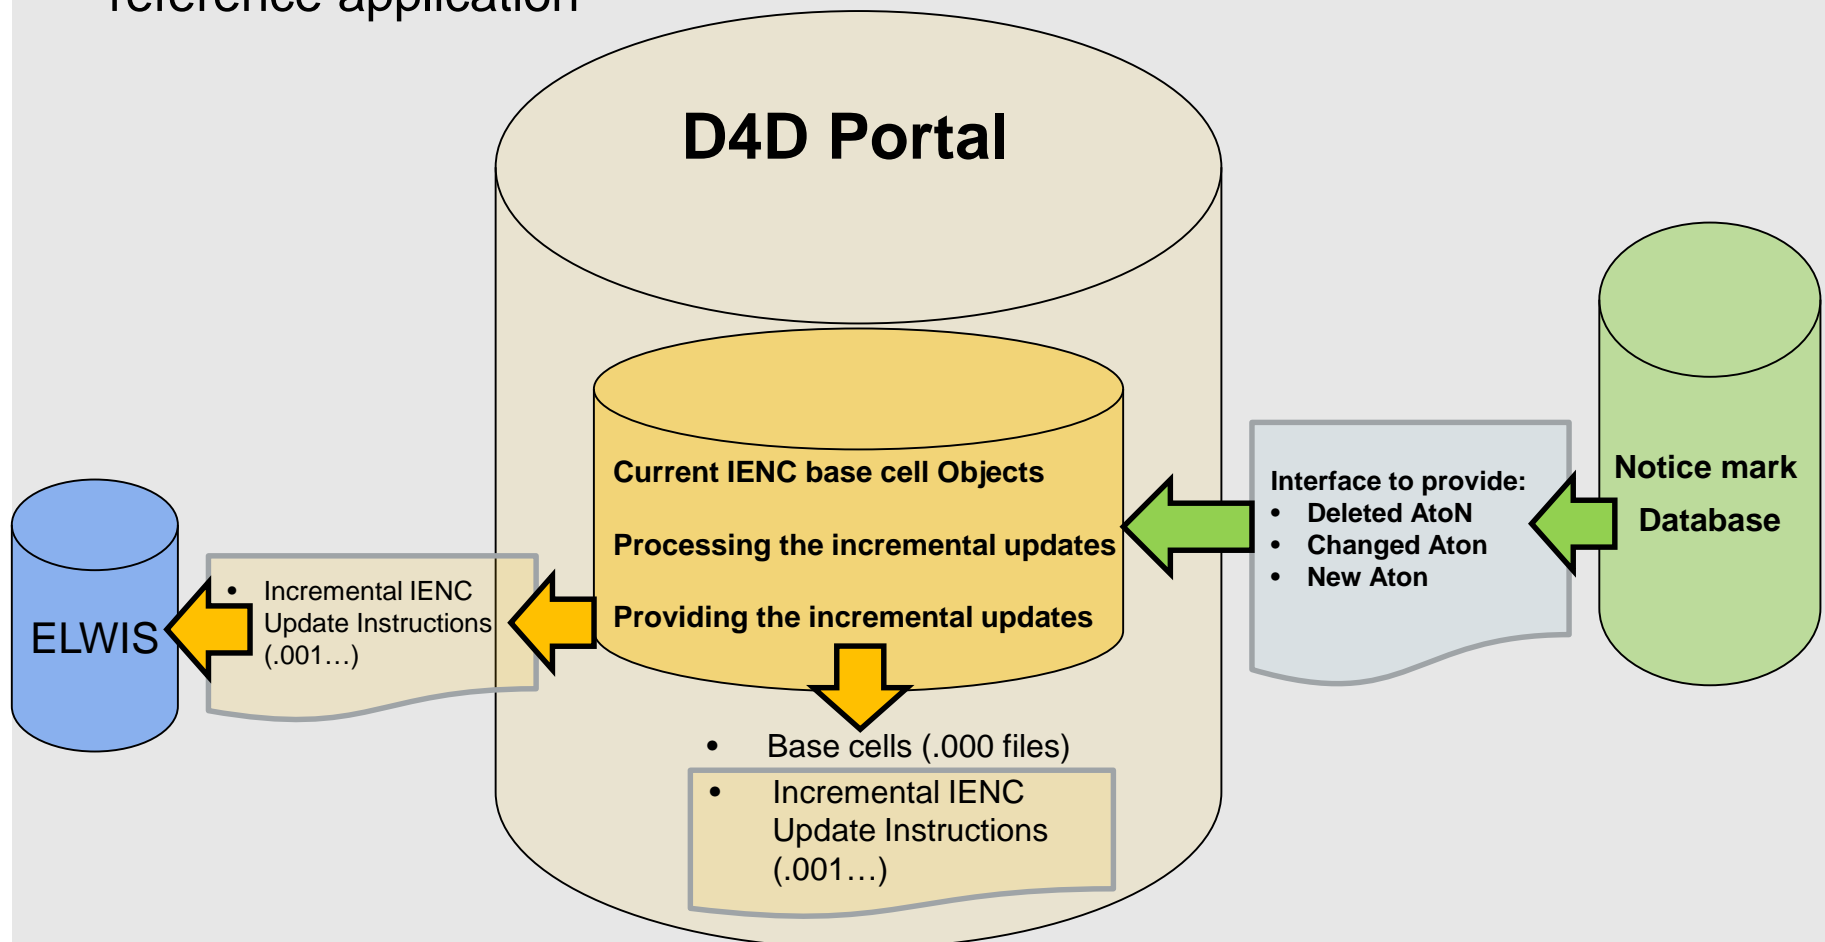 reference application
D4D Portal
Current IENC base cell Objects
Processing the incremental updates
Providing the incremental updates
Interface to provide:
• Deleted AtoN
• Changed Aton
• New Aton
Notice mark
Database
ELWIS
• Incremental IENC
Update Instructions
(.001…)
• Base cells (.000 files)
• Incremental IENC
Update Instructions
(.001…)